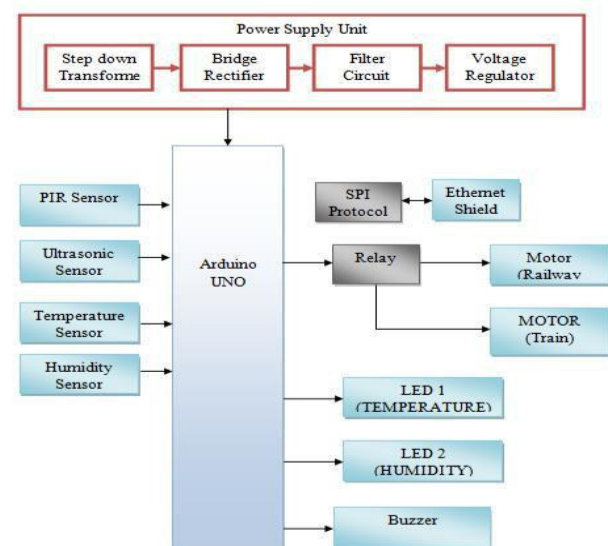 Power Supply Unit
Step down
Transforme
Bridge
Rectifier
Filter
Circuit
Voltage
Regulator
PIR Sensor
Ultrasonic
Sensor
Temperature
Sensor
Humidity
Sensor
Arduino
UNO
SPI
Protocol
Ethernet
Shield
Relay
Motor
(Railway
MOTOR
(Train)
LED 1
(TEMPERATURE)
LED 2
(HUMIDITY)
Buzzer